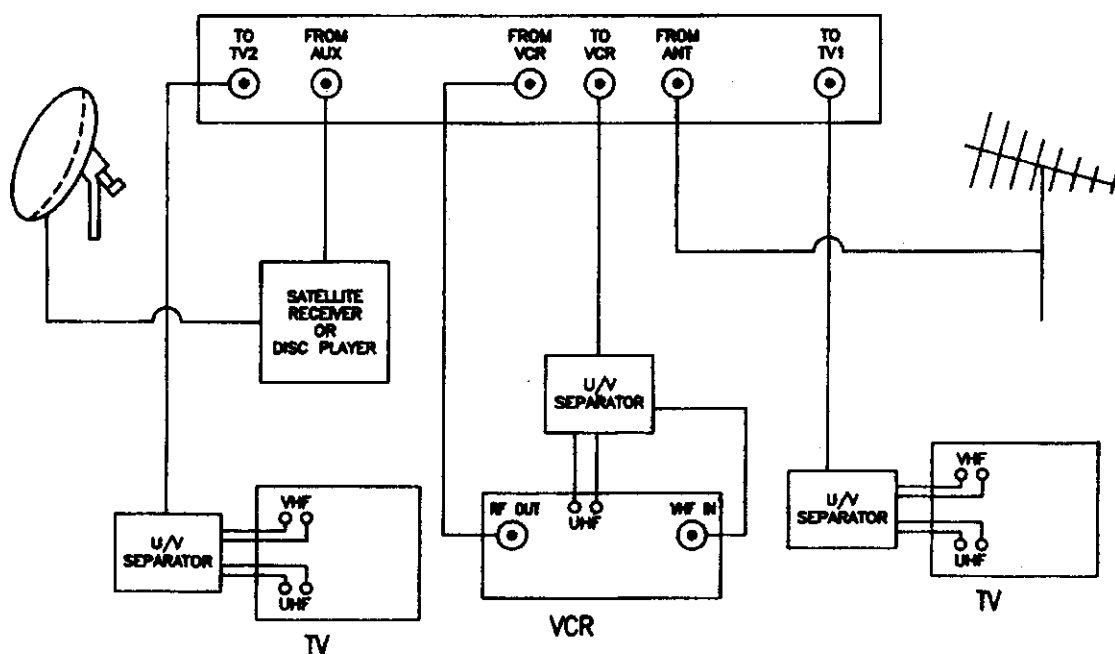 TO
TV2
FROM
AUX
FROM
VCR
TO
VCR
FROM
ANT
TO
TV1
SATELLITE
RECEIVER
OR
DISC PLAYER
U/V
SEPARATOR
VHF
U/V
SEPARATOR
UHF
VHF
U/V
SEPARATOR
UHF
TV
RF OUT
UHF
VHF IN
VCR
TV